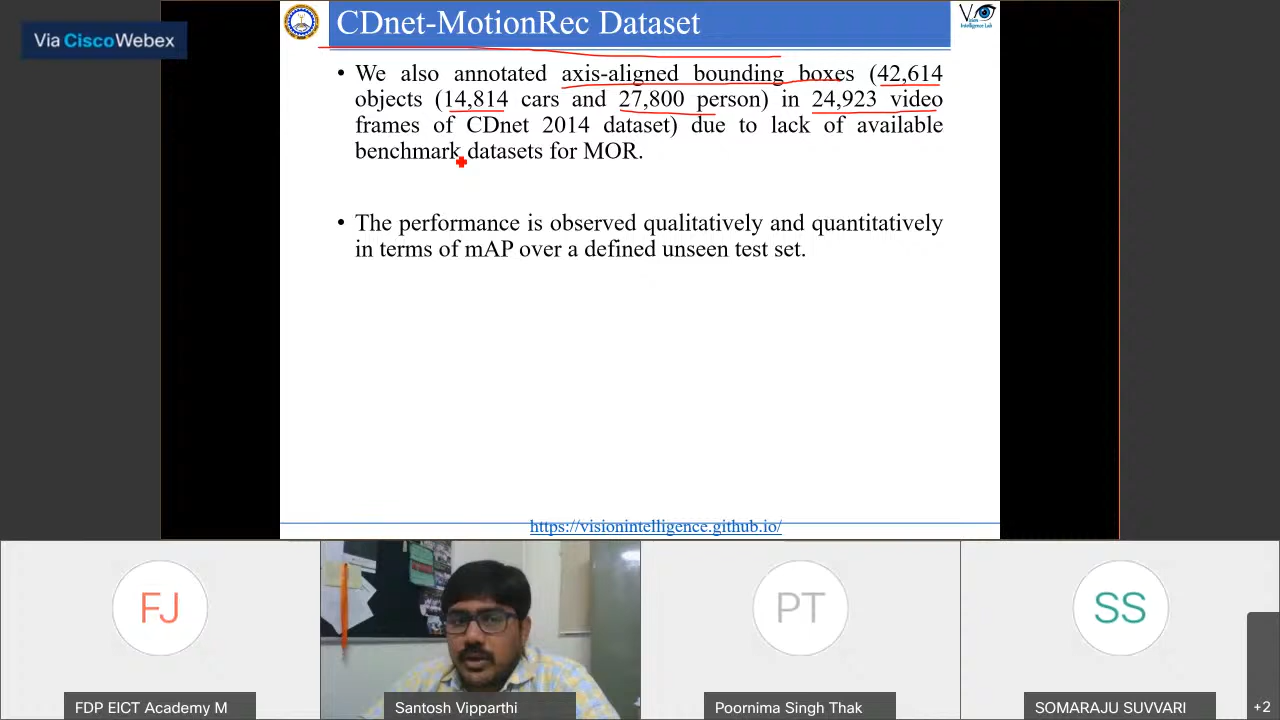 Via CiscoWebex
CDnet-MotionRec Dataset
Vision
Intelligence Lab
• We also annotated axis-aligned bounding boxes (42,614
objects (14,814 cars and 27,800 person) in 24,923 video
frames of CDnet 2014 dataset) due to lack of available
benchmark datasets for MOR.
• The performance is observed qualitatively and quantitatively
in terms of mAP over a defined unseen test set.
https://visionintelligence.github.io/
FJ
PT
SS
FDP EICT Academy M
Santosh Vipparthi
Poornima Singh Thak
SOMARAJU SUVVARI
+2